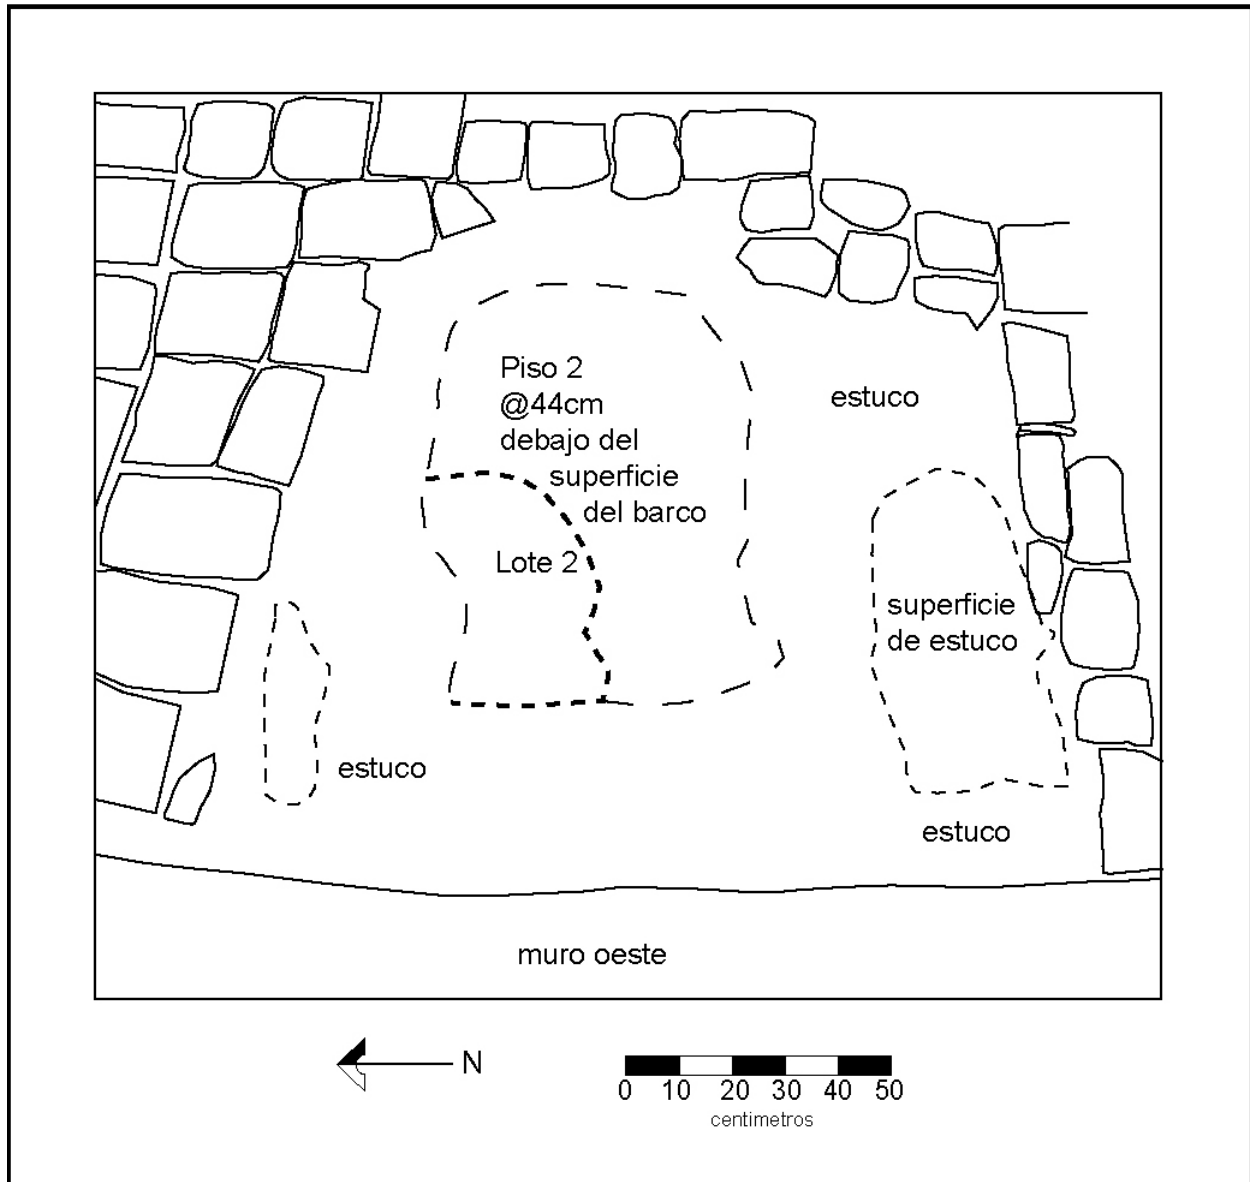 Piso 2
@44cm
debajo del
superficie
del barco
estuco
Lote 2
superficie
de estuco
estuco
estuco
muro oeste
N
0 10 20 30 40 50
centimetros